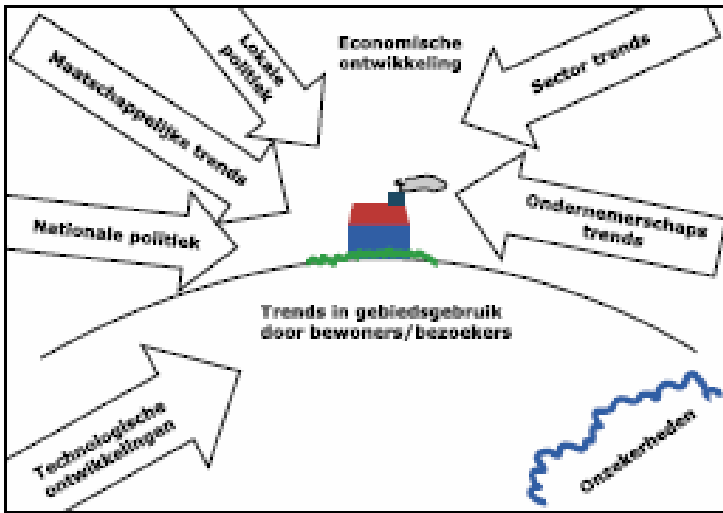 Lokale
politiek
Economische
ontwikkeling
Sector trends
Maatschappelijke trends
Nationale politiek
Ondernomerschaps
trends
Trends in gebiedsgebruik
door bewoners/bezoekers
Technologische
ontwikkelingen
Onzekerheden